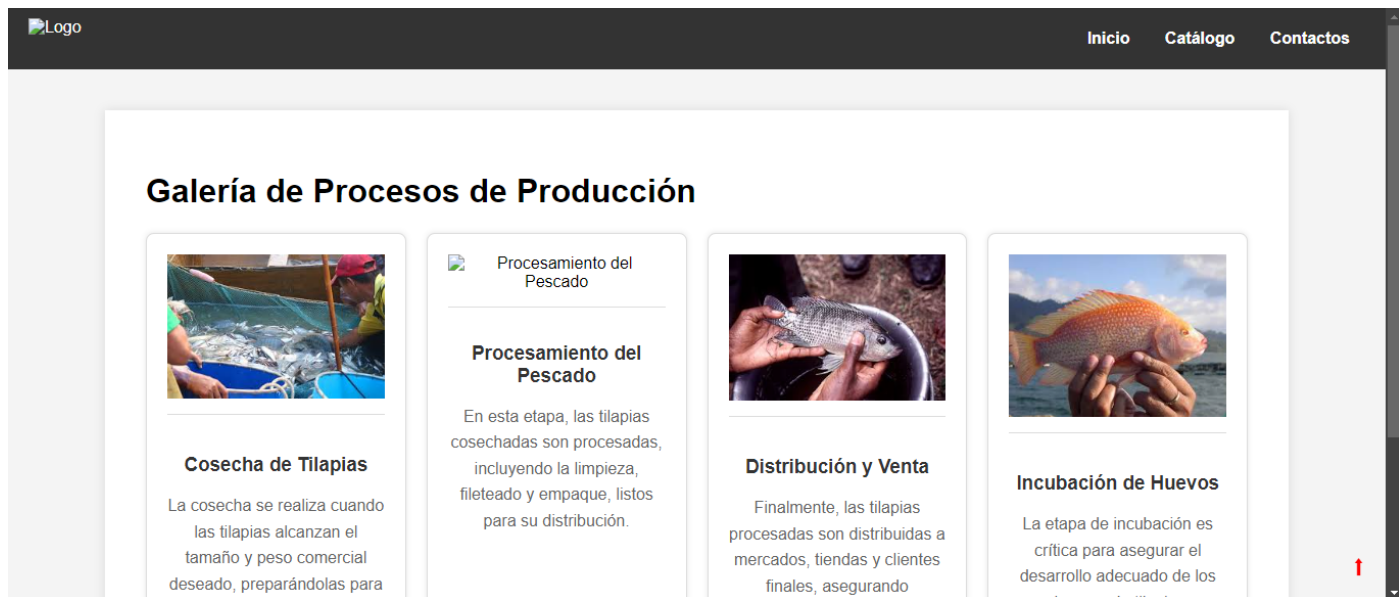 Logo
Inicio Catálogo Contactos
Galería de Procesos de Producción
Cosecha de Tilapias
La cosecha se realiza cuando
las tilapias alcanzan el
tamaño y peso comercial
deseado, preparándolas para
Procesamiento del
Pescado
Procesamiento del
Pescado
En esta etapa, las tilapias
cosechadas son procesadas,
incluyendo la limpieza,
fileteado y empaque, listos
para su distribución.
Distribución y Venta
Finalmente, las tilapias
procesadas son distribuidas a
mercados, tiendas y clientes
finales, asegurando
Incubación de Huevos
La etapa de incubación es
crítica para asegurar el
desarrollo adecuado de los